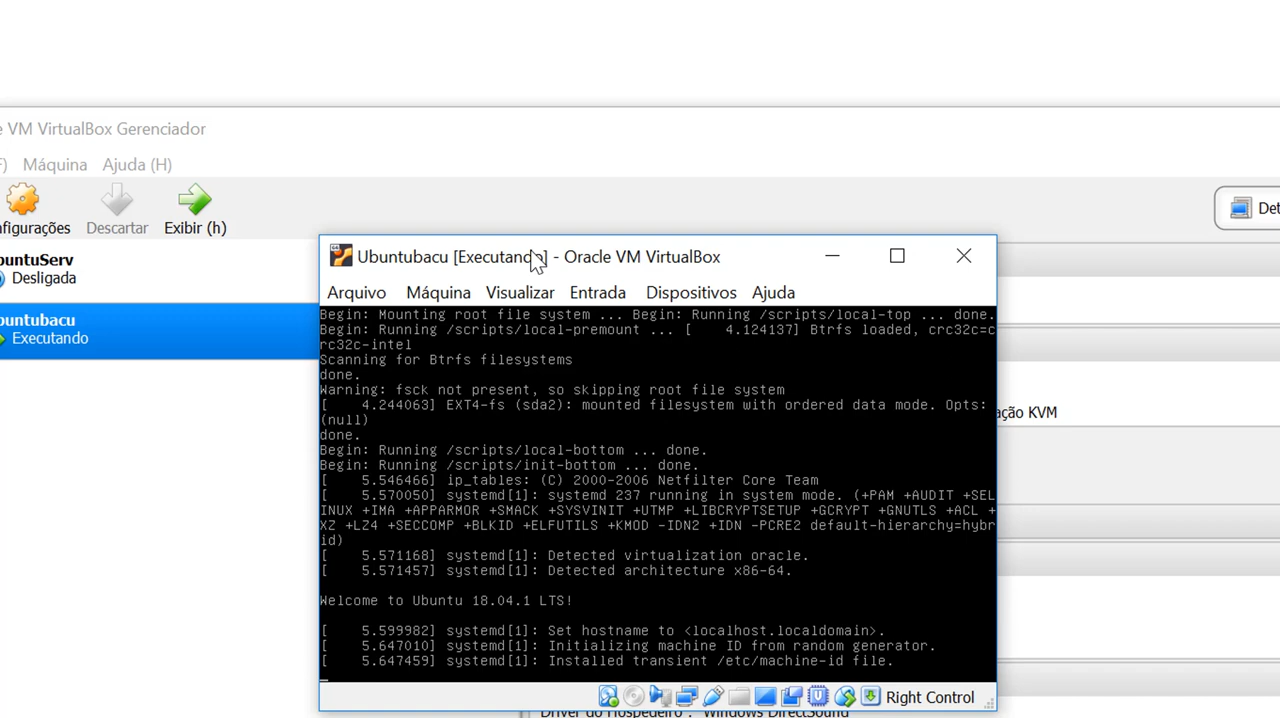 e VM VirtualBox Gerenciador
F) Máquina Ajuda (H)
nfigurações Descartar Exibir (h)
Det
buntuServ
Desligada
buntubacu
Executando
Ubuntubacu [Executando] - Oracle VM VirtualBox
Arquivo Máquina Visualizar Entrada Dispositivos Ajuda
Begin: Mounting root file system ... Begin: Running /scripts/local-top ... done.
Begin: Running /scripts/local-premount ... [    4.124137] Btrfs loaded, crc32c=c
rc32c-intel
Scanning for Btrfs filesystems
done.
Warning: fsck not present, so skipping root file system
[    4.244063] EXT4-fs (sda2): mounted filesystem with ordered data mode. Opts:
(null)
done.
Begin: Running /scripts/local-bottom ... done.
Begin: Running /scripts/init-bottom ... done.
[    5.546466] ip_tables: (C) 2000-2006 Netfilter Core Team
[    5.570050] systemd[1]: systemd 237 running in system mode. (+PAM +AUDIT +SEL
INUX +IMA +APPARMOR +SMACK +SYSVINIT +UTMP +LIBCRYPTSETUP +GCRYPT +GNUTLS +ACL +
XZ +LZ4 +SECCOMP +BLKID +ELFUTILS +KMOD -IDN2 +IDN -PCRE2 default-hierarchy=hybr
id)
[    5.571168] systemd[1]: Detected virtualization oracle.
[    5.571457] systemd[1]: Detected architecture x86-64.
Welcome to Ubuntu 18.04.1 LTS!
[    5.599982] systemd[1]: Set hostname to <localhost.localdomain>.
[    5.647010] systemd[1]: Initializing machine ID from random generator.
[    5.647459] systemd[1]: Installed transient /etc/machine-id file.
Right Control
ação KVM
Driver do Hospedeiro : Windows DirectSound